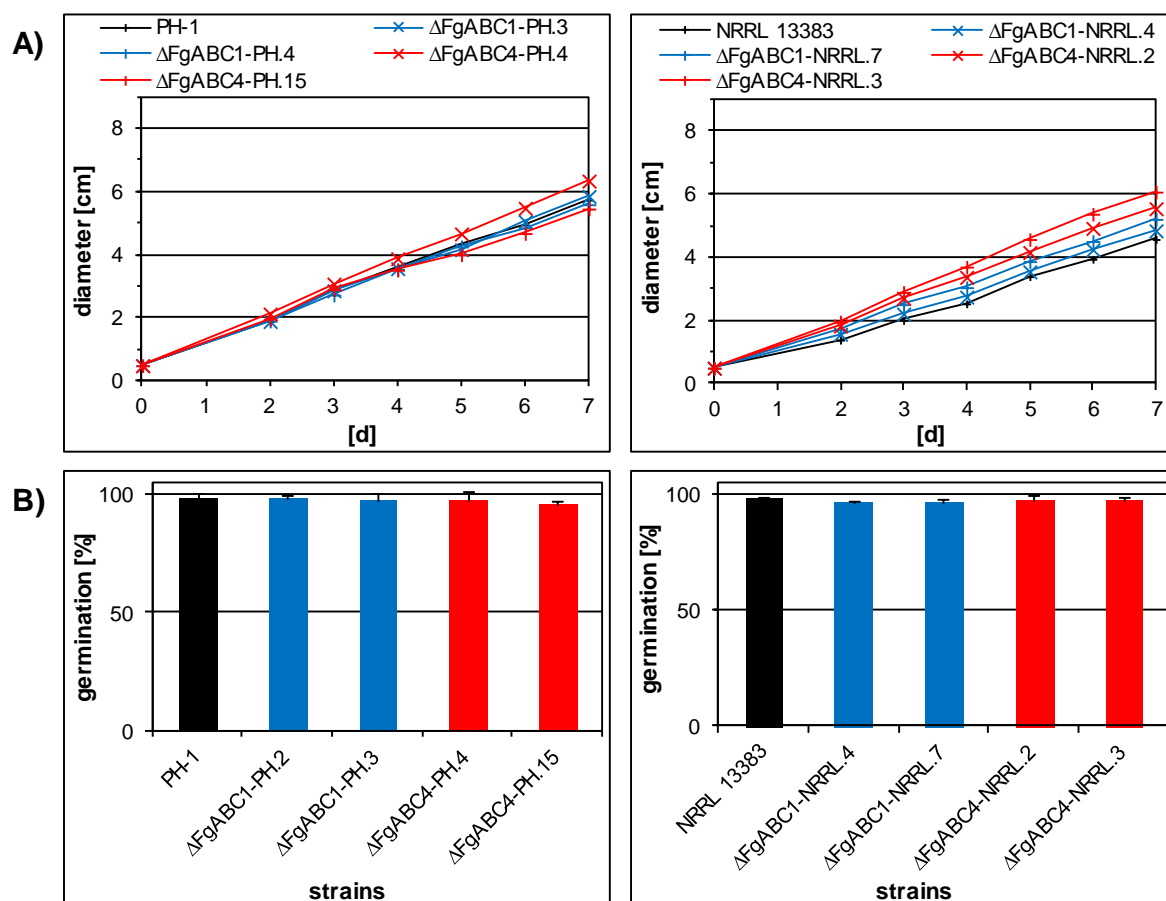 A)
PH-1 ΔFgABC1-PH.3
ΔFgABC1-PH.4 ΔFgABC4-PH.4
ΔFgABC4-PH.15
diameter [cm]
8
6
4
2
0
0 1 2 3 4 5 6 7
[d]
NRRL 13383 ΔFgABC1-NRRL.4
ΔFgABC1-NRRL.7 ΔFgABC4-NRRL.2
ΔFgABC4-NRRL.3
diameter [cm]
8
6
4
2
0
0 1 2 3 4 5 6 7
[d]
B)
germination [%]
100
50
0
PH-1
ΔFgABC1-PH.2
ΔFgABC1-PH.3
ΔFgABC4-PH.4
ΔFgABC4-PH.15
strains
germination [%]
100
50
0
NRRL 13383
ΔFgABC1-NRRL.4
ΔFgABC1-NRRL.7
ΔFgABC4-NRRL.2
ΔFgABC4-NRRL.3
strains